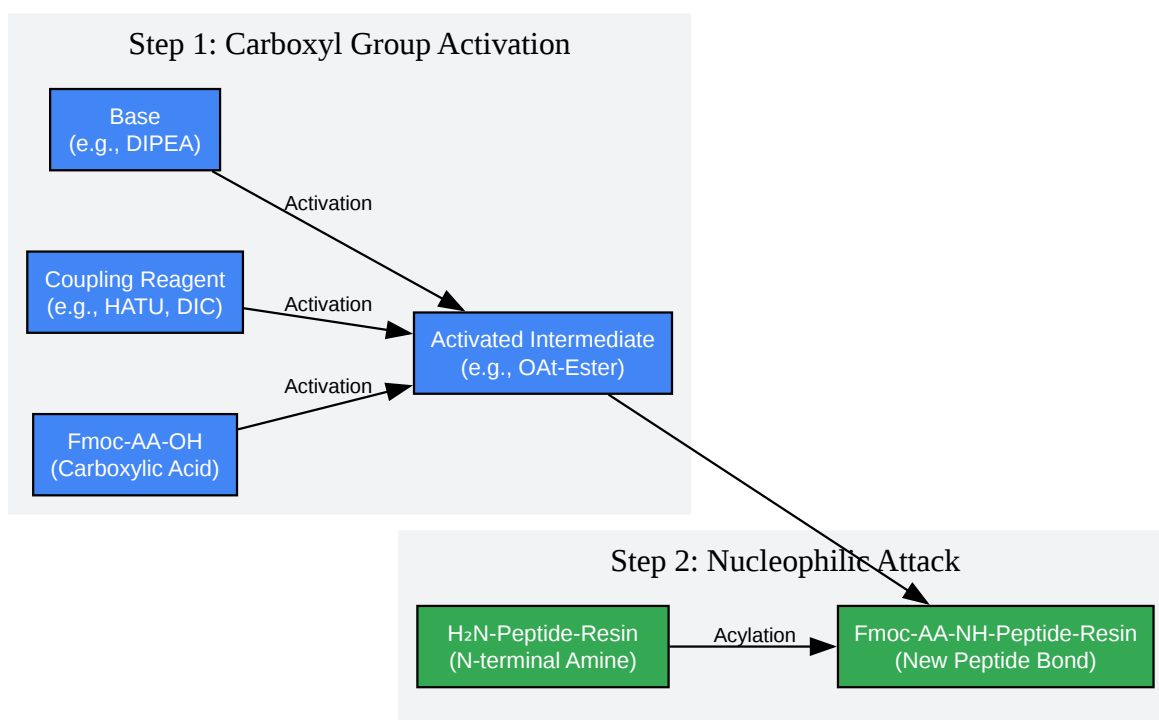 Step 1: Carboxyl Group Activation
Base
(e.g., DIPEA)
Activation
Coupling Reagent
(e.g., HATU, DIC)
Activation
Activated Intermediate
(e.g., OAt-Ester)
Activation
Fmoc-AA-OH
(Carboxylic Acid)
Step 2: Nucleophilic Attack
H₂N-Peptide-Resin
(N-terminal Amine)
Acylation
Fmoc-AA-NH-Peptide-Resin
(New Peptide Bond)